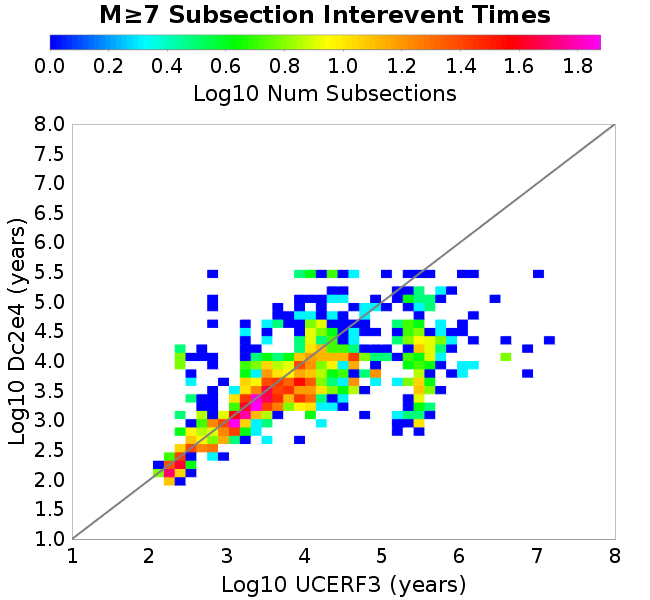 M≥7 Subsection Interevent Times
0.0 0.2 0.4 0.6 0.8 1.0 1.2 1.4 1.6 1.8
Log10 Num Subsections
8.0
7.5
7.0
6.5
6.0
5.5
5.0
4.5
4.0
3.5
3.0
2.5
2.0
1.5
1.0
Log10 Dc2e4 (years)
1 2 3 4 5 6 7 8
Log10 UCERF3 (years)